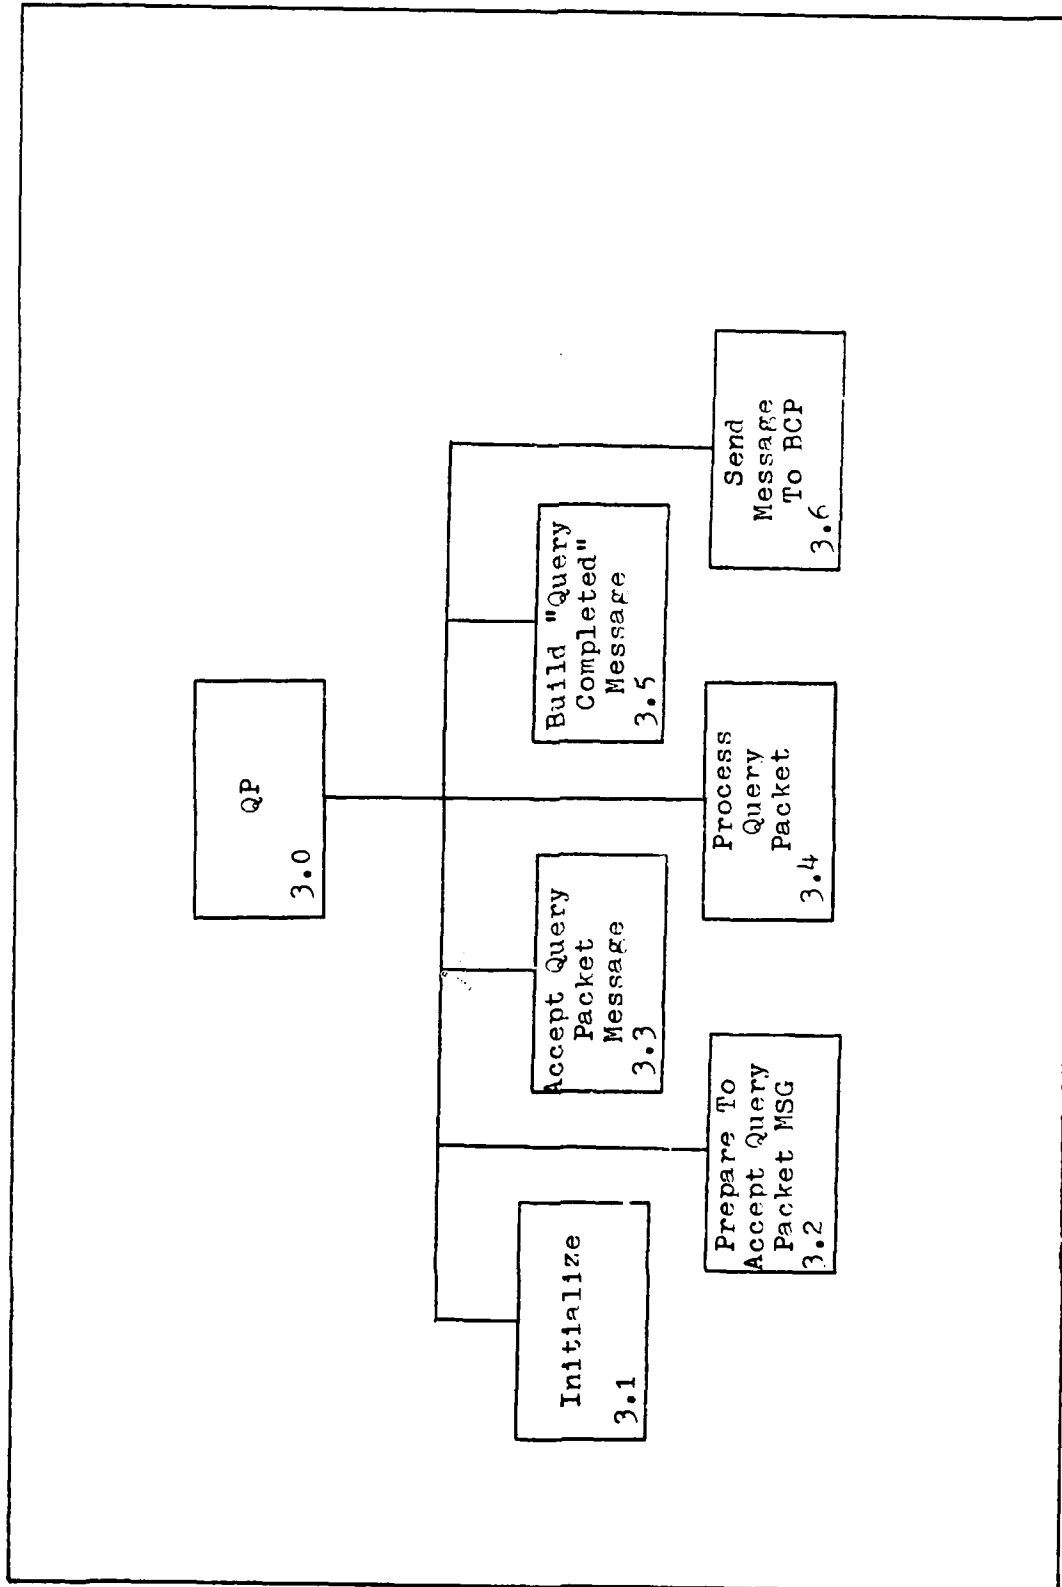 QP
3.0
Initialize
3.1
Prepare To
Accept Query
Packet MSG
3.2
Accept Query
Packet
Message
3.3
Process
Query
Packet
3.4
Build "Query
Completed"
Message
3.5
Send
Message
To BCP
3.6